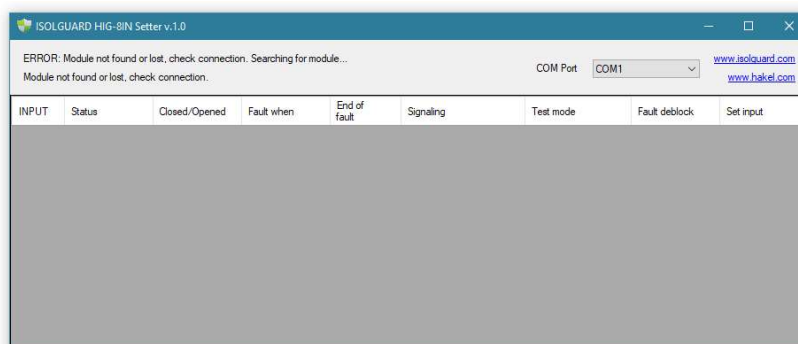 ISOLGUARD HIG-8IN Setter v.1.0
ERROR: Module not found or lost, check connection. Searching for module...
Module not found or lost, check connection.
COM Port
COM1
www.isolguard.com
www.hakel.com
INPUT
Status
Closed/Opened
Fault when
End of
fault
Signaling
Test mode
Fault deblock
Set input